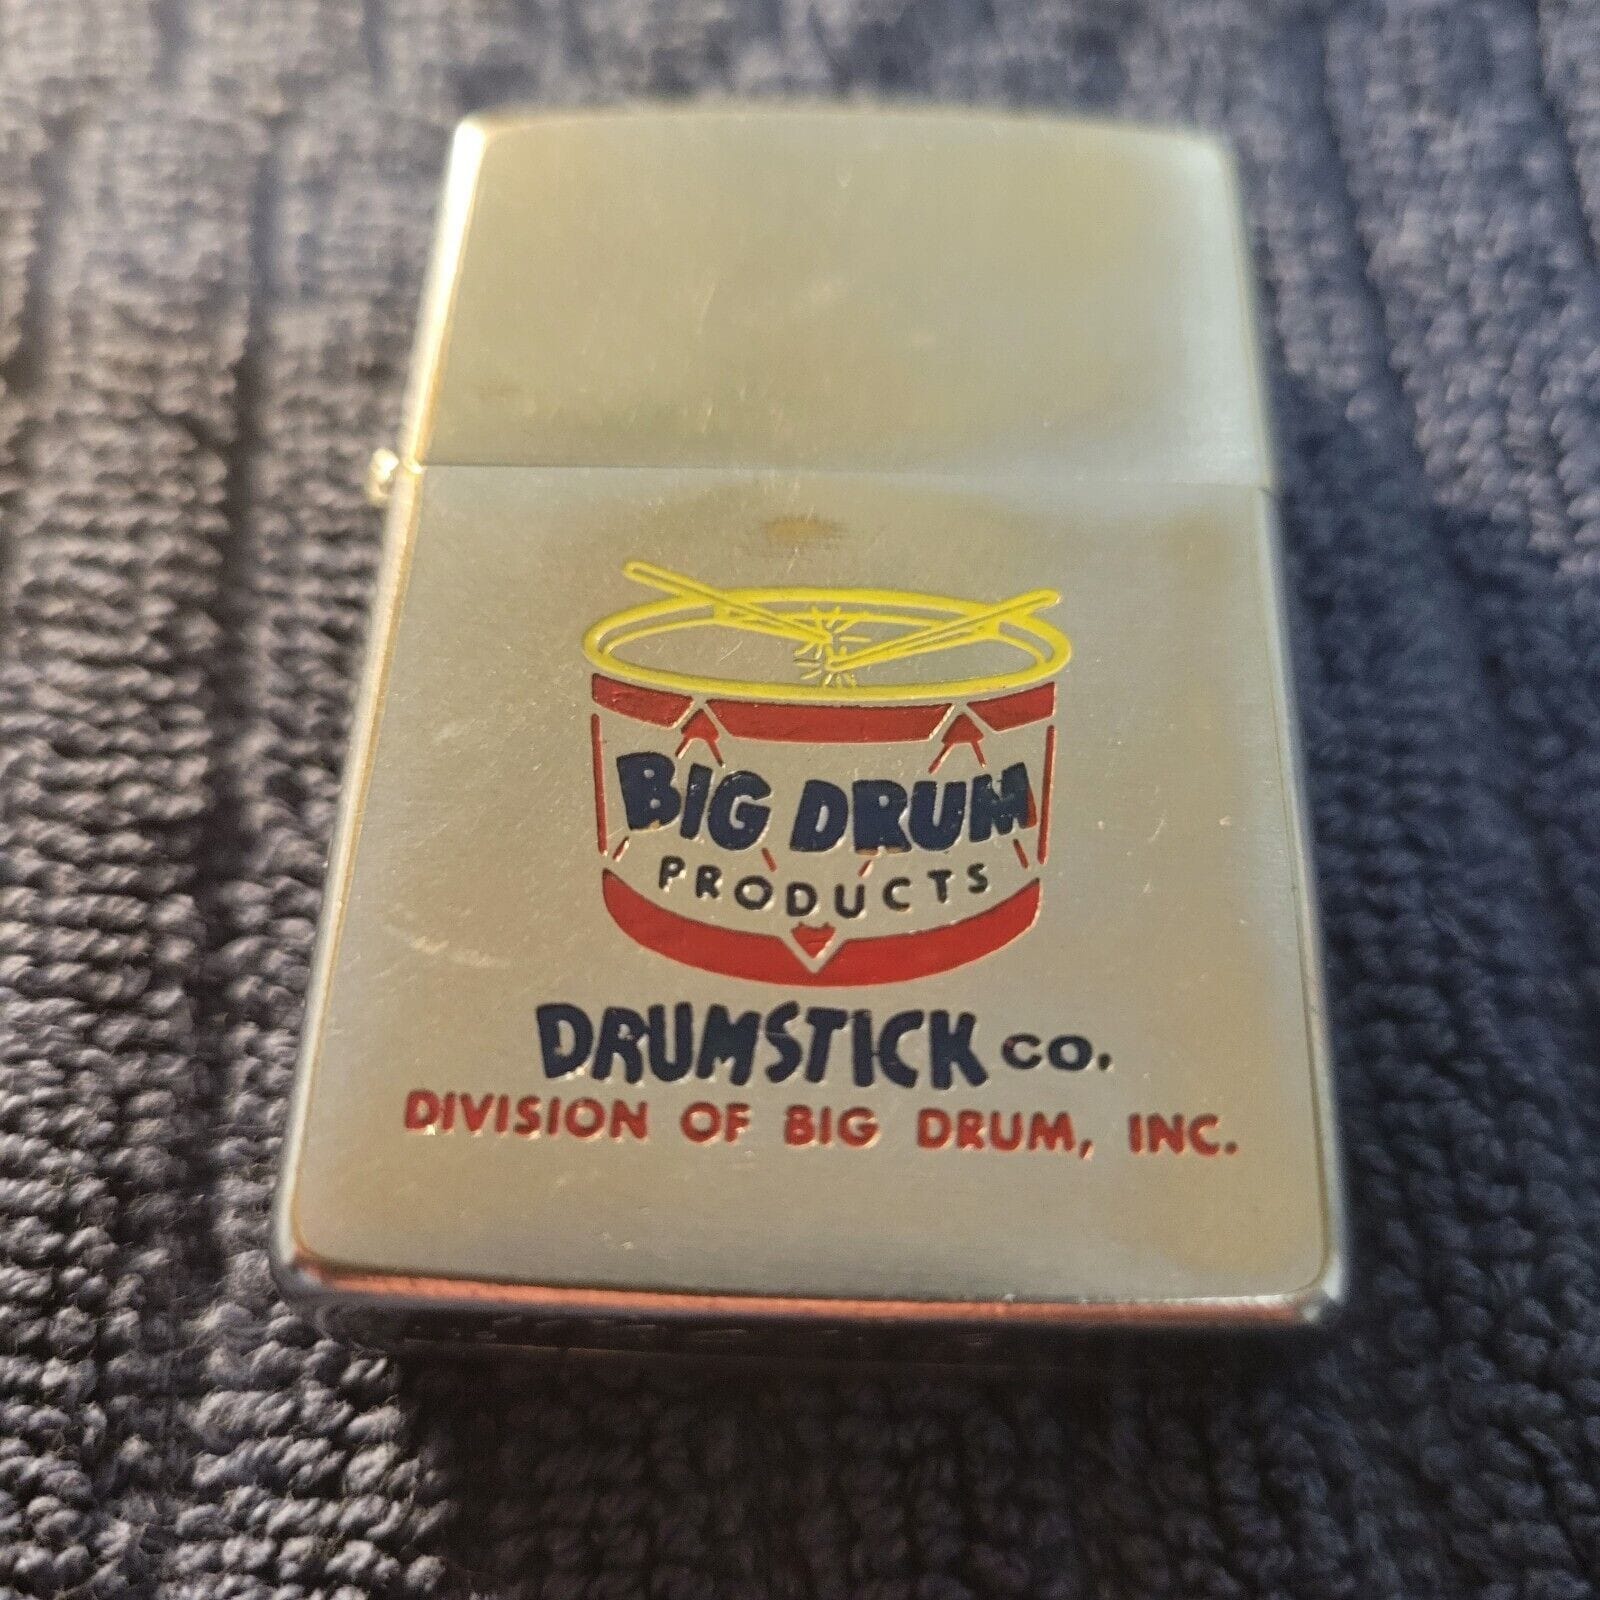 BIG DRUM
PRODUCTS
DRUMSTICK CO.
DIVISION OF BIG DRUM, INC.